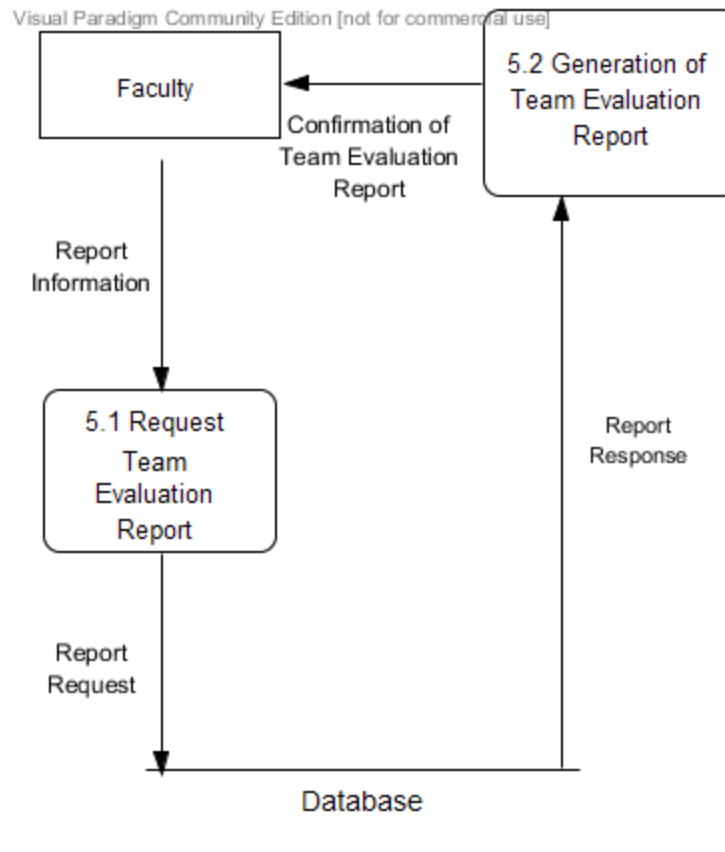 Visual Paradigm Community Edition [not for commercial use]
Faculty
5.2 Generation of
Team Evaluation
Report
Confirmation of
Team Evaluation
Report
Report
Information
5.1 Request
Team
Evaluation
Report
Report
Response
Report
Request
Database